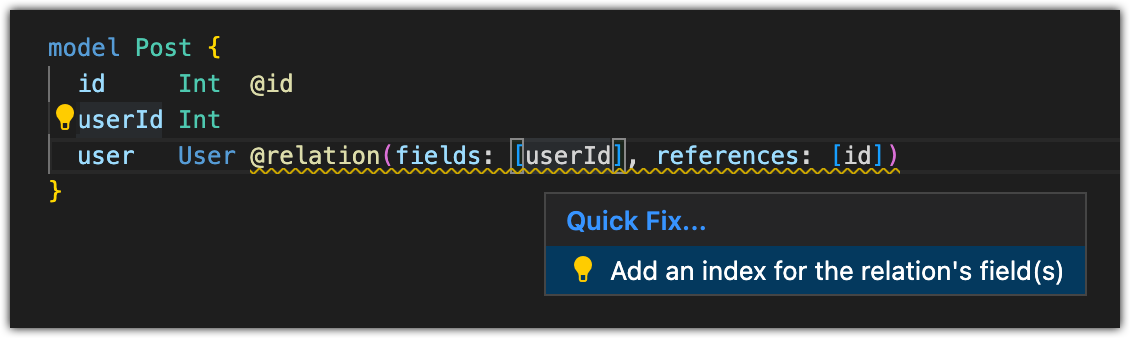 model Post {
id Int @id
userId Int
user User @relation(fields: [userId], references: [id])
}
Quick Fix...
Add an index for the relation's field(s)